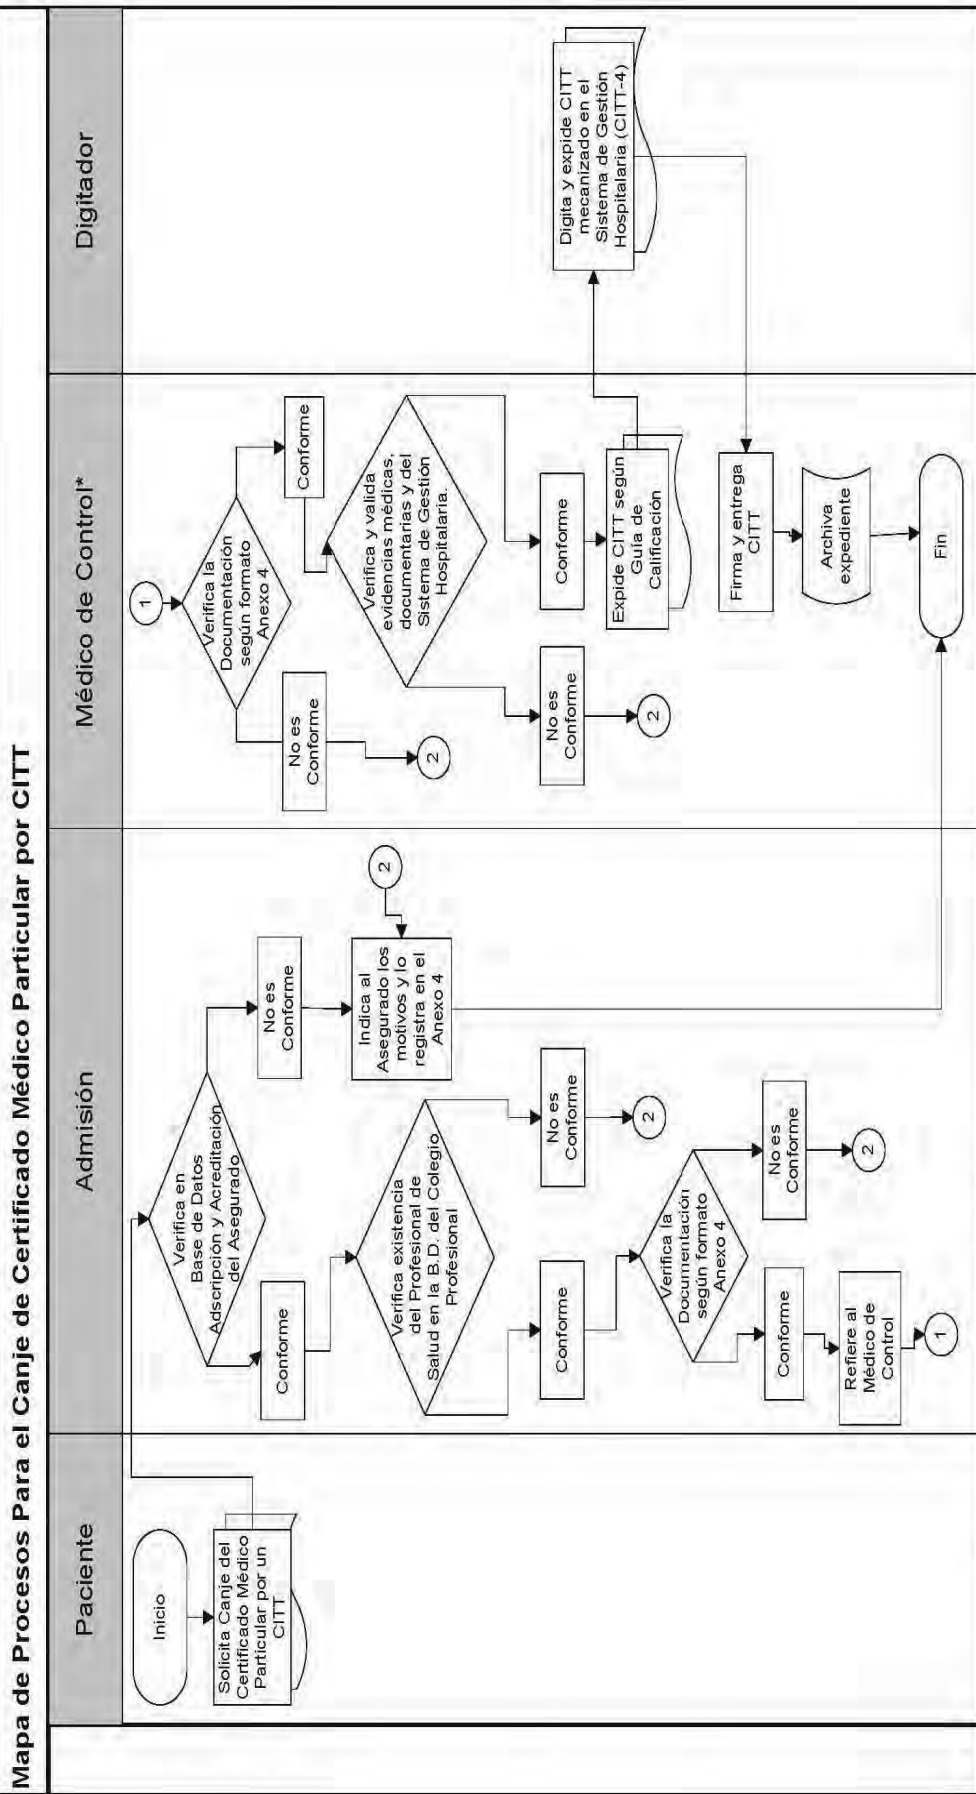 Mapa de Procesos Para el Canje de Certificado Médico Particular por CITT
Paciente
Admisión
Médico de Control*
Digitador
Inicio
Solicita Canje del
Certificado Médico
Particular por un
CITT
Verifica en
Base de Datos
Adscripción y Acreditación
del Asegurado
Conforme
No es
Conforme
Indica al
Asegurado los
motivos y lo
registra en el
Anexo 4
2
Verifica existencia
del Profesional de
Salud en la B.D. del Colegio
Profesional
Conforme
No es
Conforme
2
Verifica la
Documentación
según formato
Anexo 4
Conforme
No es
Conforme
2
Refiere al
Médico de
Control
1
1
Verifica la
Documentación
según formato
Anexo 4
No es
Conforme
2
Conforme
Verifica y valida
evidencias médicas,
documentarias y del
Sistema de Gestión
Hospitalaria.
No es
Conforme
2
Conforme
Expide CITT según
Guía de
Calificación
Digita y expide CITT
mecanizado en el
Sistema de Gestión
Hospitalaria (CITT-4)
Firma y entrega
CITT
Archiva
expediente
Fin